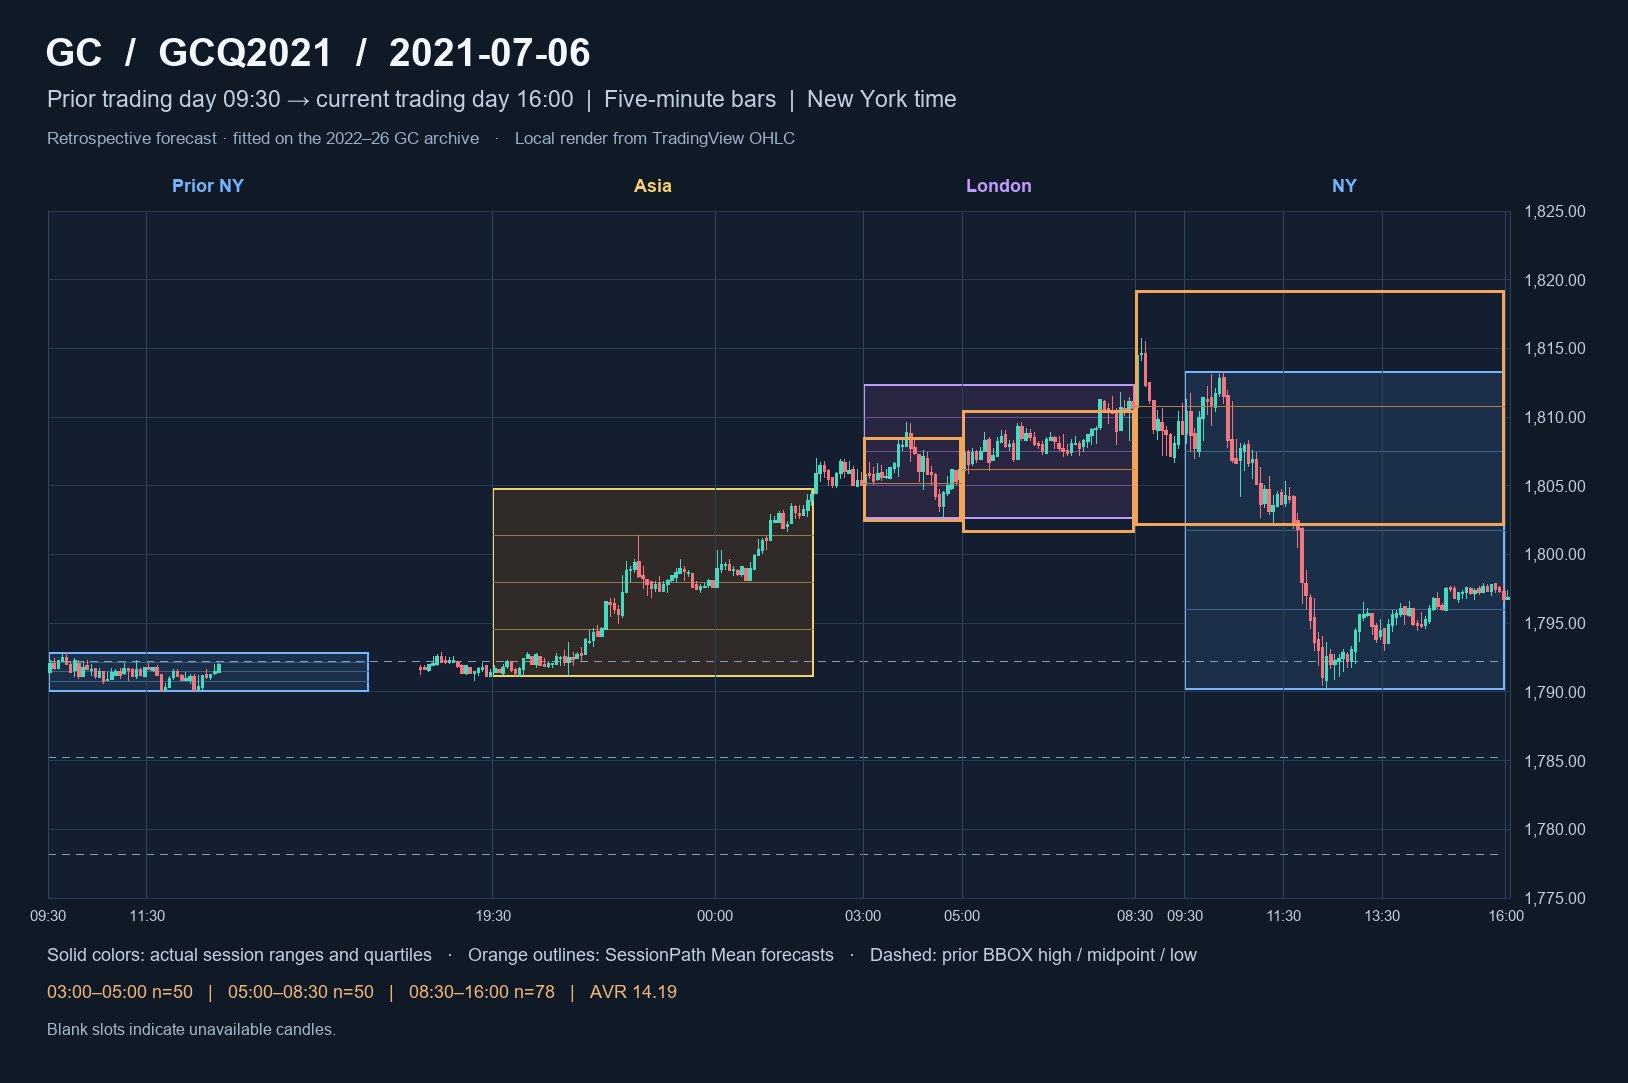 GC / GCQ2021 / 2021-07-06
Prior trading day 09:30 → current trading day 16:00 | Five-minute bars | New York time
Retrospective forecast · fitted on the 2022–26 GC archive · Local render from TradingView OHLC
Prior NY Asia London NY
1,825.00
1,820.00
1,815.00
1,810.00
1,805.00
1,800.00
1,795.00
1,790.00
1,785.00
1,780.00
1,775.00
09:30 11:30 19:30 00:00 03:00 05:00 08:30 09:30 11:30 13:30 16:00
Solid colors: actual session ranges and quartiles · Orange outlines: SessionPath Mean forecasts · Dashed: prior BBOX high / midpoint / low
03:00–05:00 n=50 | 05:00–08:30 n=50 | 08:30–16:00 n=78 | AVR 14.19
Blank slots indicate unavailable candles.